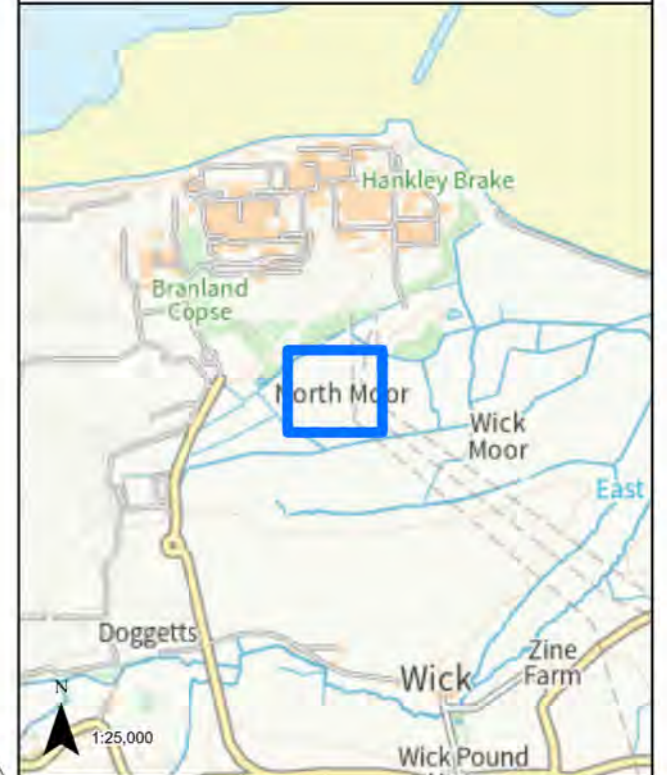 Hankley Brake
Branland
Copse
North Moor
Wick
Moor
East
Doggetts
Zine
Farm
Wick
N
1:25,000
Wick Pound